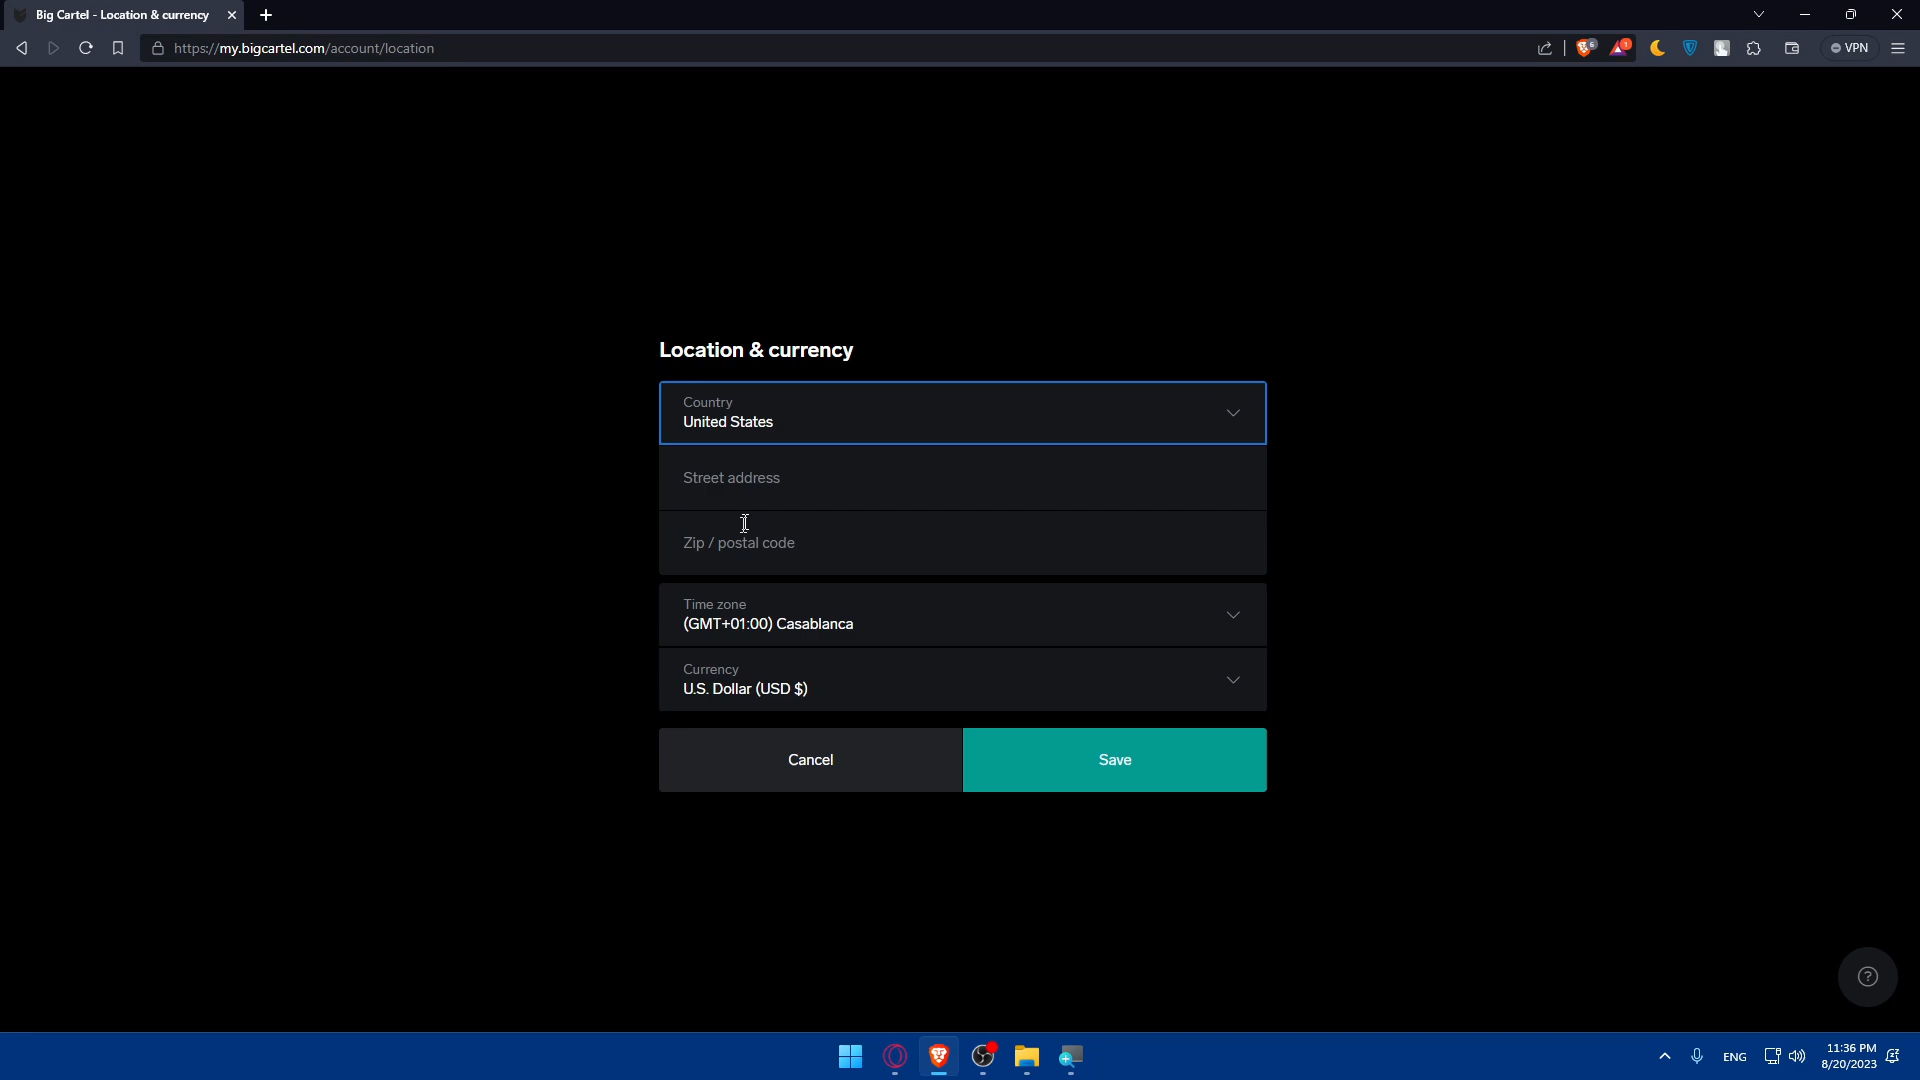 Big Cartel - Location & currency
https://my.bigcartel.com/account/location
6
1
VPN
Location & currency
Country
United States
Street address
Zip / postal code
Time zone
(GMT+01:00) Casablanca
Currency
U.S. Dollar (USD $)
Cancel
Save
?
ENG
11:36 PM
8/20/2023